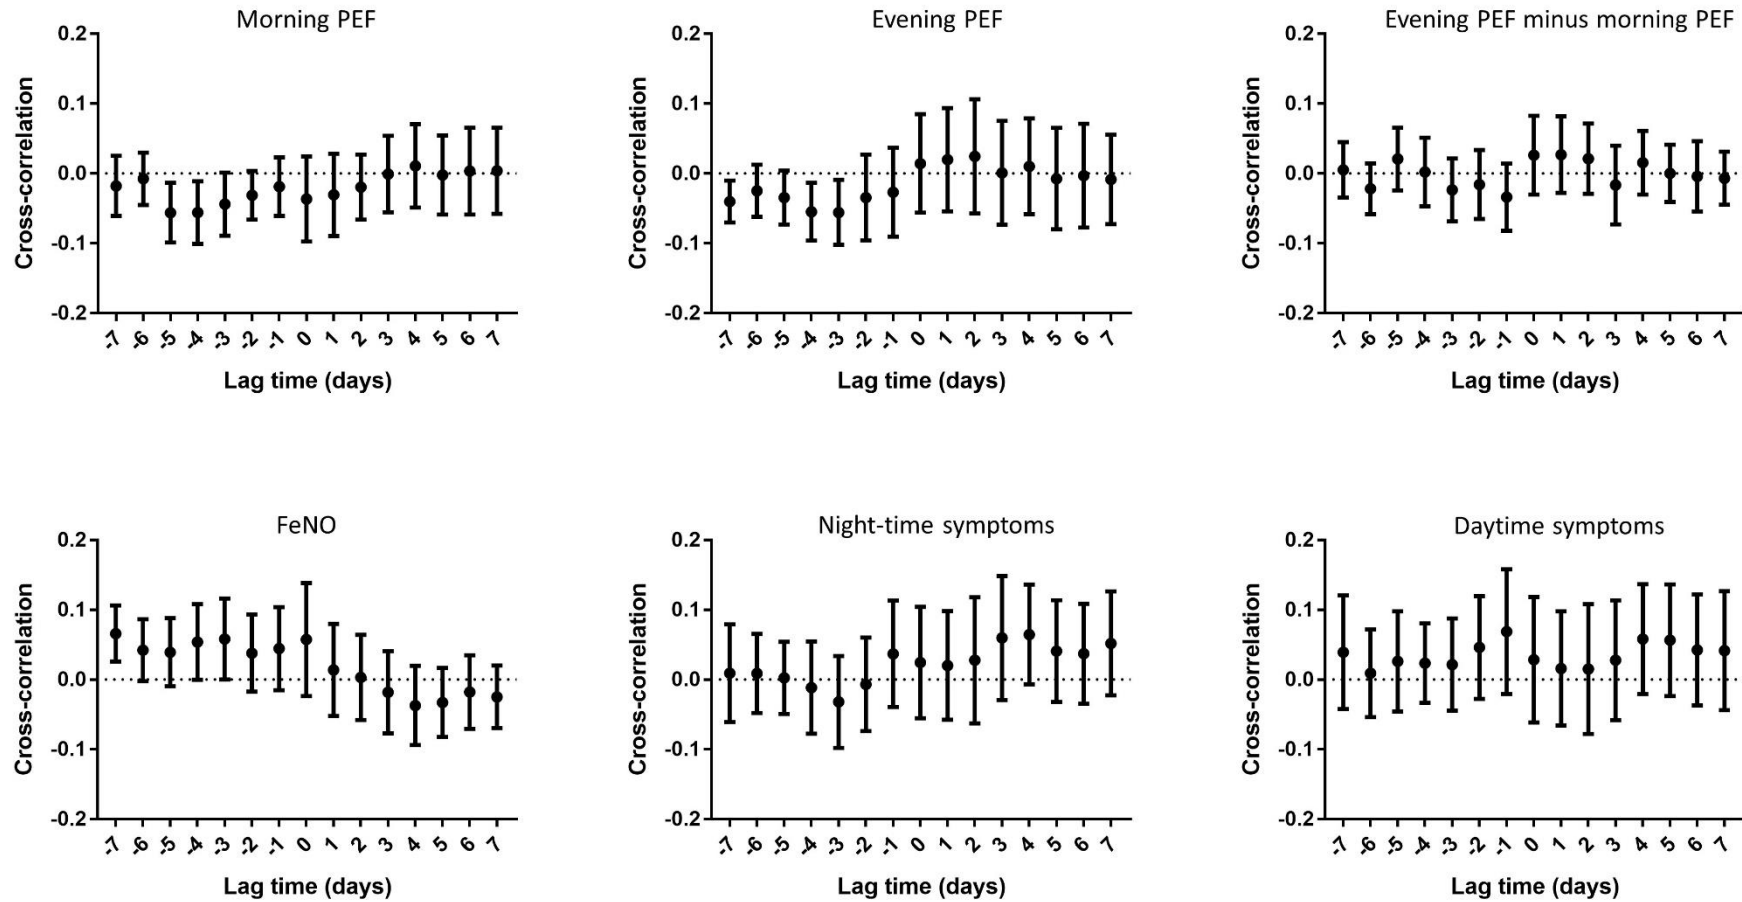 Morning PEF
Cross-correlation
0.2
0.1
0.0
-0.1
-0.2
-7 -6 -5 -4 -3 -2 -1 0 1 2 3 4 5 6 7
Lag time (days)
Evening PEF
Cross-correlation
0.2
0.1
0.0
-0.1
-0.2
-7 -6 -5 -4 -3 -2 -1 0 1 2 3 4 5 6 7
Lag time (days)
Evening PEF minus morning PEF
Cross-correlation
0.2
0.1
0.0
-0.1
-0.2
-7 -6 -5 -4 -3 -2 -1 0 1 2 3 4 5 6 7
Lag time (days)
FeNO
Cross-correlation
0.2
0.1
0.0
-0.1
-0.2
-7 -6 -5 -4 -3 -2 -1 0 1 2 3 4 5 6 7
Lag time (days)
Night-time symptoms
Cross-correlation
0.2
0.1
0.0
-0.1
-0.2
-7 -6 -5 -4 -3 -2 -1 0 1 2 3 4 5 6 7
Lag time (days)
Daytime symptoms
Cross-correlation
0.2
0.1
0.0
-0.1
-0.2
-7 -6 -5 -4 -3 -2 -1 0 1 2 3 4 5 6 7
Lag time (days)